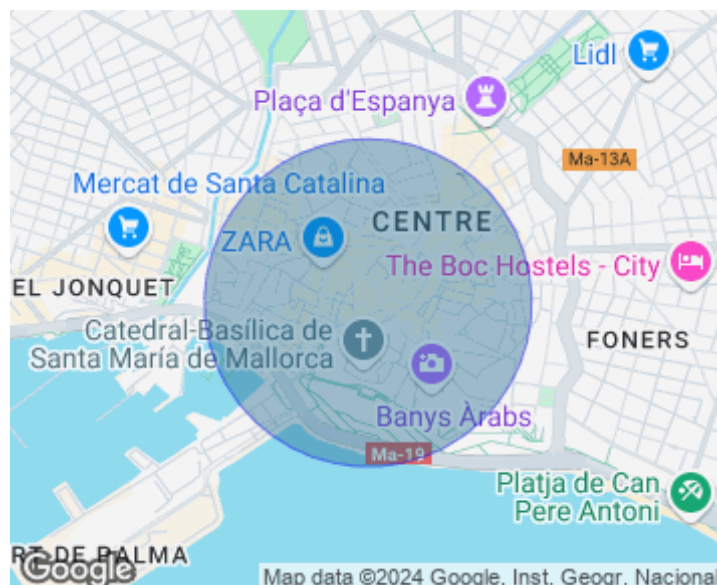 Lidl
Plaça d'Espanya
Ma-13A
Mercat de Santa Catalina
CENTRE
ZARA
The Boc Hostels - City
EL JONQUET
Catedral-Basílica de
Santa María de Mallorca
FONERS
Banys Àrabs
Ma-19
Platja de Can
Pere Antoni
RT DE PALMA
Google
Map data ©2024 Google, Inst. Geogr. Nacional